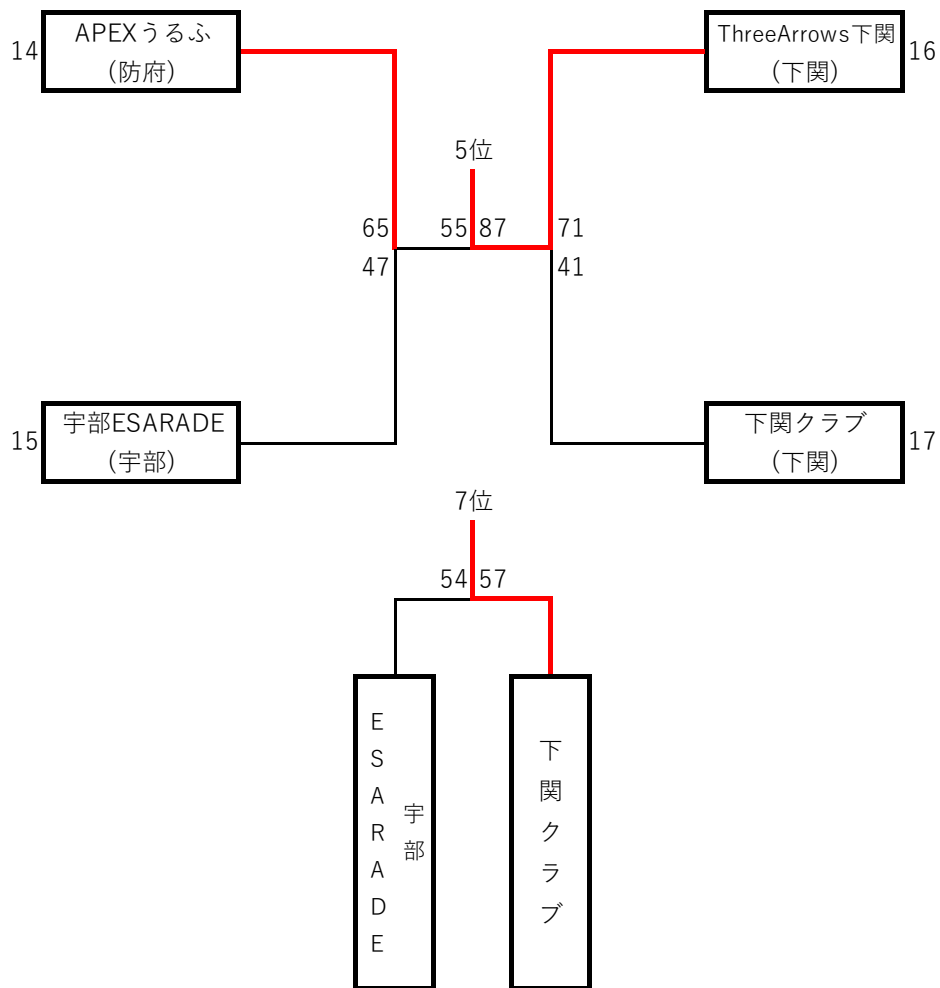 14
APEXうるふ
(防府)
ThreeArrows下関
(下関)
16
5位
65
55
87
71
47
41
15
宇部ESARADE
(宇部)
下関クラブ
(下関)
17
7位
54
57
宇部
ESARADE
下関クラブ